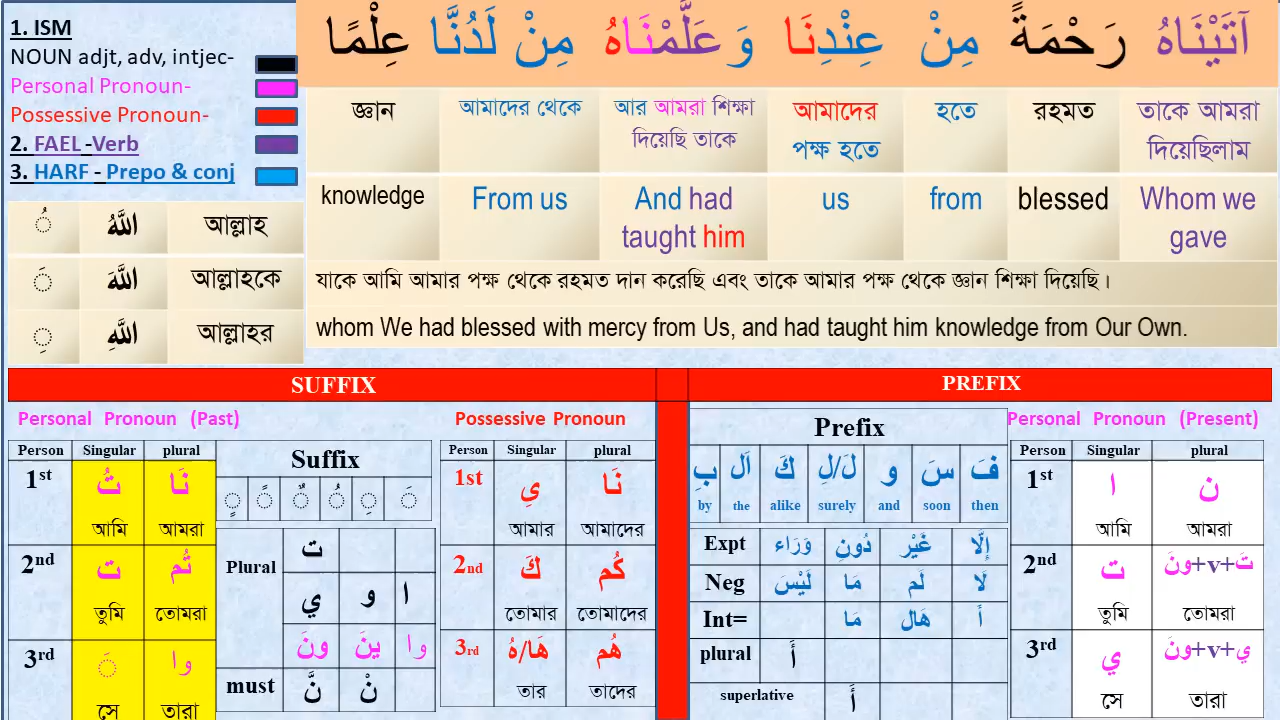 1. ISM
NOUN adjt, adv, intjec-
Personal Pronoun-
Possessive Pronoun-
2. FAEL -Verb
3. HARF - Prepo & conj
آتَيْنَاهُ رَحْمَةً مِنْ عِنْدِنَا وَ عَلَّمْنَاهُ مِنْ لَدُنَّا عِلْمًا
জ্ঞান আমাদের থেকে আর আমরা শিক্ষা দিয়েছি তাকে আমাদের পক্ষ হতে হতে রহমত তাকে আমরা দিয়েছিলাম
knowledge From us And had taught him us from blessed Whom we gave
যাকে আমি আমার পক্ষ থেকে রহমত দান করেছি এবং তাকে আমার পক্ষ থেকে জ্ঞান শিক্ষা দিয়েছি।
whom We had blessed with mercy from Us, and had taught him knowledge from Our Own.
ُ اللَّهُ আল্লাহ
َ اللَّهَ আল্লাহকে
ِ اللَّهِ আল্লাহর
SUFFIX
Personal Pronoun (Past)
Person Singular plural
1st تُ نَا
আমি আমরা
2nd ت تُم
তুমি তোমরা
3rd َ وا
সে তারা
Suffix
ٍ ً ٌ ُ ِ َ
Plural ت
ي و ا
ونَ ينَ وا
must نَّ نْ
Possessive Pronoun
Person Singular plural
1st يِ نَا
আমার আমাদের
2nd كَ كُم
তোমার তোমাদের
3rd هَا/هُ هُم
তার তাদের
PREFIX
Prefix
بِ اَل كَ لَ/لِ و سَ فَ
by the alike surely and soon then
Expt وَرَاء دُونِ غَيْر إِلَّا
Neg لَيْسَ مَا لَم لَا
Int= مَا هَال أَ
plural أَ
superlative أَ
Personal Pronoun (Present)
Person Singular plural
1st ا ن
আমি আমরা
2nd ت تَ+v+ونَ
তুমি তোমরা
3rd ي ي+v+ونَ
সে তারা